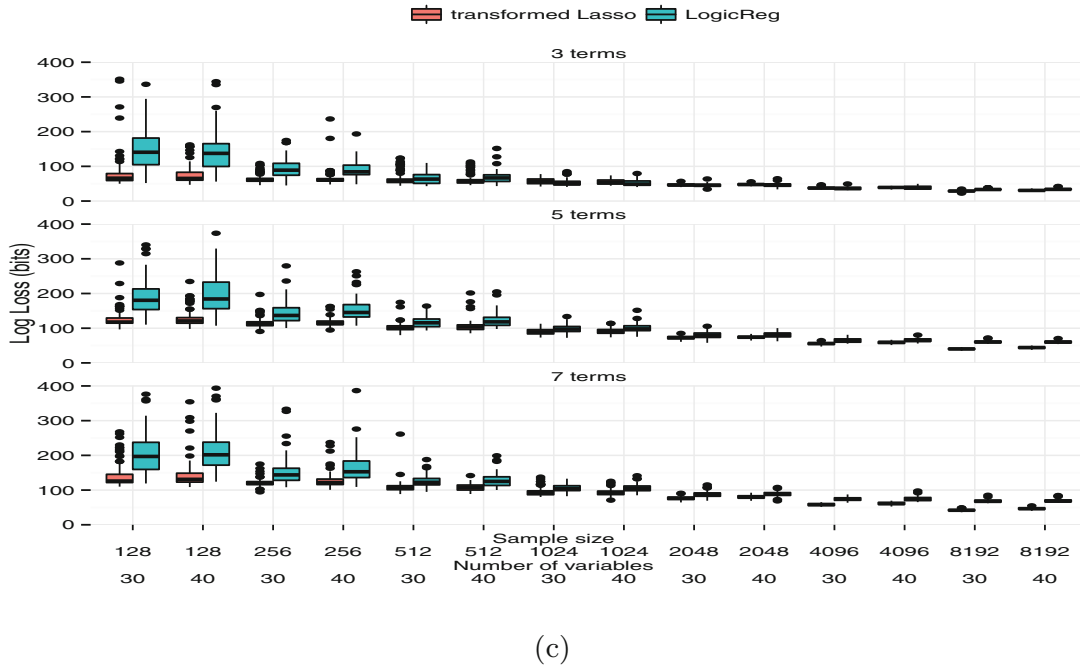 transformed Lasso LogicReg
3 terms
400
300
200
100
0
5 terms
400
300
200
100
0
7 terms
400
300
200
100
0
Log Loss (bits)
Sample size
128 128 256 256 512 512 1024 1024 2048 2048 4096 4096 8192 8192
Number of variables
30 40 30 40 30 40 30 40 30 40 30 40 30 40
(c)